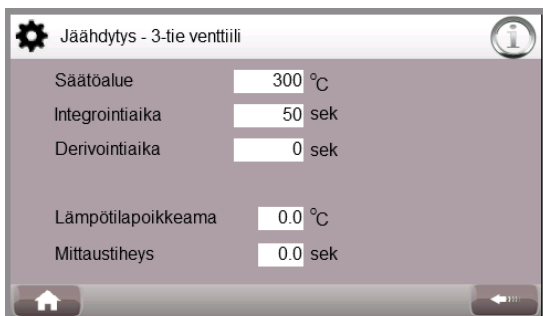 Jäähdytys - 3-tie venttiili
Säätöalue 300 °C
Integrointiaika 50 sek
Derivointiaika 0 sek
Lämpötilapoikkeama 0.0 °C
Mittaustiheys 0.0 sek